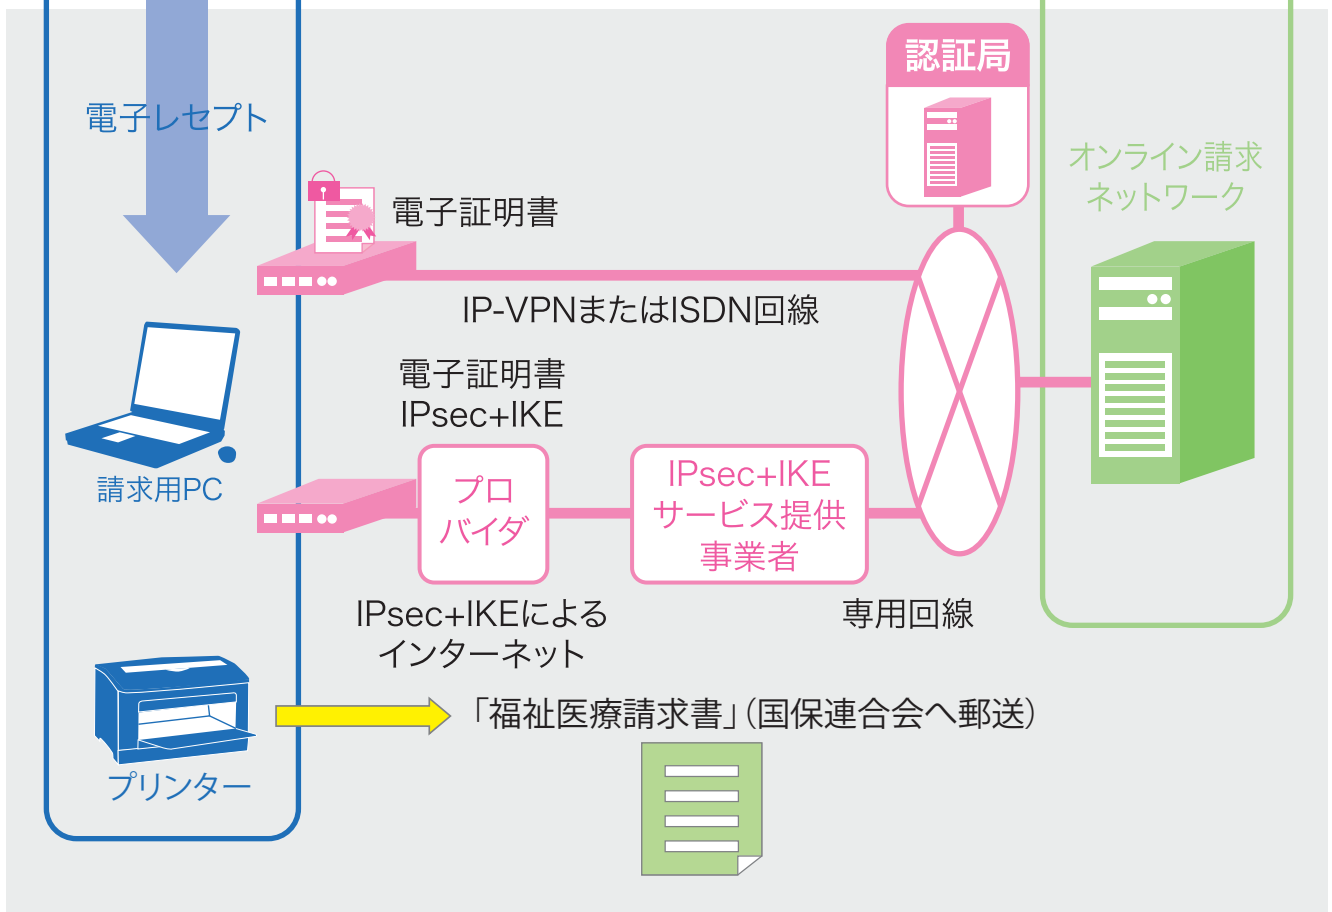 認証局
電子レセプト
オンライン請求
ネットワーク
電子証明書
IP-VPNまたはISDN回線
電子証明書
IPsec+IKE
請求用PC
プロ
バイダ
IPsec+IKE
サービス提供
事業者
IPsec+IKEによる
インターネット
専用回線
「福祉医療請求書」（国保連合会へ郵送）
プリンター